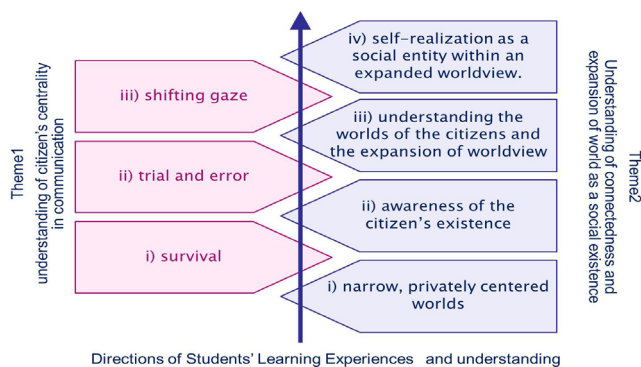 Theme1
understanding of citizen's centrality
in communication
iii) shifting gaze
ii) trial and error
i) survival
iv) self-realization as a
social entity within an
expanded worldview.
iii) understanding the
worlds of the citizens and
the expansion of worldview
ii) awareness of the
citizen's existence
i) narrow, privately centered
worlds
Theme2
Understanding of connectedness and
expansion of world as a social existence
Directions of Students' Learning Experiences and understanding